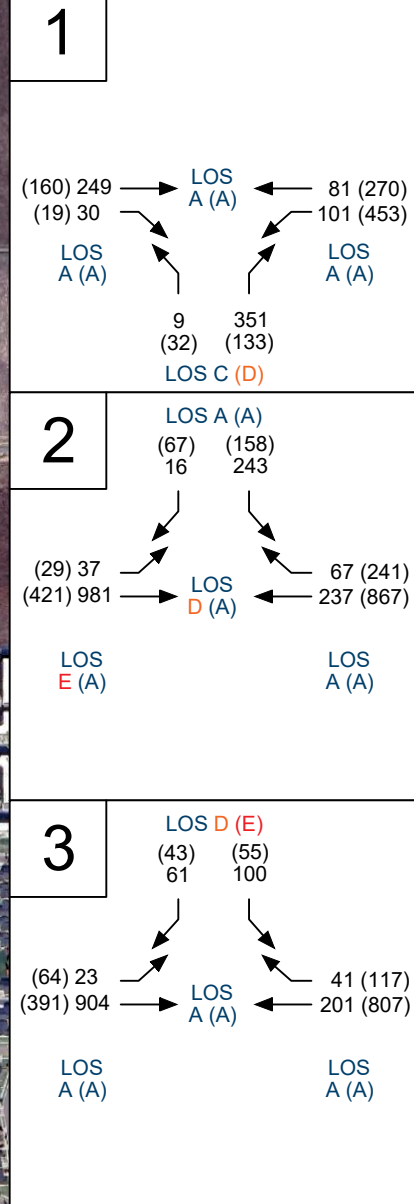 1
(160) 249
(19) 30
LOS
A (A)
81 (270)
101 (453)
LOS
A (A)
LOS
A (A)
9
(32)
351
(133)
LOS C (D)
2
LOS A (A)
(67)
16
(158)
243
(29) 37
(421) 981
LOS
D (A)
67 (241)
237 (867)
LOS
E (A)
LOS
A (A)
3
LOS D (E)
(43)
61
(55)
100
(64) 23
(391) 904
LOS
A (A)
41 (117)
201 (807)
LOS
A (A)
LOS
A (A)